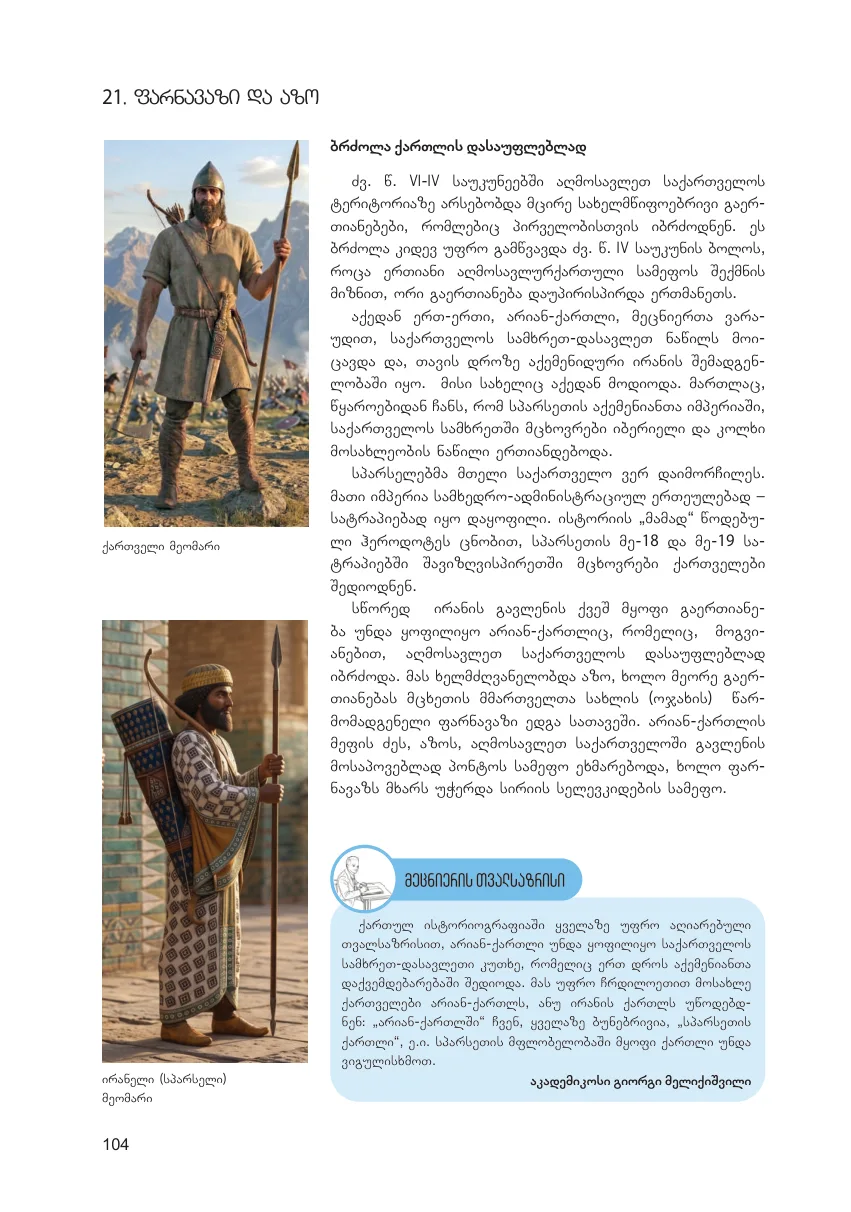 21. ფარნავაზი და აზო
ბრძოლა ქართლის დასაუფლებლად
ძვ. წ. VI-IV საუკუნეებში აღმოსავლეთ საქართველოს
ტერიტორიაზე არსებობდა მცირე სახელმწიფოებრივი გაერ-
თიანებები, რომლებიც პირველობისთვის იბრძოდნენ. ეს
ბრძოლა კიდევ უფრო გამწვავდა ძვ. წ. IV საუკუნის ბოლოს,
როცა ერთიანი აღმოსავლურქართული სამეფოს შექმნის
მიზნით, ორი გაერთიანება დაუპირისპირდა ერთმანეთს.
აქედან ერთ-ერთი, არიან-ქართლი, მეცნიერთა ვარა-
უდით, საქართველოს სამხრეთ-დასავლეთ ნაწილს მოი-
ცავდა და, თავის დროზე აქემენიდური ირანის შემადგენ-
ლობაში იყო. მისი სახელიც აქედან მოდიოდა. მართლაც,
წყაროებიდან ჩანს, რომ სპარსეთის აქემენიანთა იმპერიაში,
საქართველოს სამხრეთში მცხოვრები იბერიელი და კოლხი
მოსახლეობის ნაწილი ერთიანდებოდა.
სპარსელებმა მთელი საქართველო ვერ დაიმორჩილეს.
მათი იმპერია სამხედრო-ადმინისტრაციულ ერთეულებად –
სატრაპიებად იყო დაყოფილი. ისტორიის „მამად“ წოდებუ-
ლი ჰეროდოტეს ცნობით, სპარსეთის მე-18 და მე-19 სა-
ტრაპიებში შავიზღვისპირეთში მცხოვრები ქართველები
შედიოდნენ.
სწორედ ირანის გავლენის ქვეშ მყოფი გაერთიანე-
ბა უნდა ყოფილიყო არიან-ქართლიც, რომელიც, მოგვი-
ანებით, აღმოსავლეთ საქართველოს დასაუფლებლად
იბრძოდა. მას ხელმძღვანელობდა აზო, ხოლო მეორე გაერ-
თიანებას მცხეთის მმართველთა სახლის (ოჯახის) წარ-
მომადგენელი ფარნავაზი ედგა სათავეში. არიან-ქართლის
მეფის ძეს, აზოს, აღმოსავლეთ საქართველოში გავლენის
მოსაპოვებლად პონტოს სამეფო ეხმარებოდა, ხოლო ფარ-
ნავაზს მხარს უჭერდა სირიის სელევკიდების სამეფო.
ქართველი მეომარი
ირანელი (სპარსელი)
მეომარი
მეცნიერის თვალსაზრისი
ქართულ ისტორიოგრაფიაში ყველაზე უფრო აღიარებული
თვალსაზრისით, არიან-ქართლი უნდა ყოფილიყო საქართველოს
სამხრეთ-დასავლეთი კუთხე, რომელიც ერთ დროს აქემენიანთა
დაქვემდებარებაში შედიოდა. მას უფრო ჩრდილოეთით მოსახლე
ქართველები არიან-ქართლს, ანუ ირანის ქართლს უწოდებდ-
ნენ: „არიან-ქართლში“ ჩვენ, ყველაზე ბუნებრივია, „სპარსეთის
ქართლი“, ე.ი. სპარსეთის მფლობელობაში მყოფი ქართლი უნდა
ვიგულისხმოთ.
აკადემიკოსი გიორგი მელიქიშვილი
104